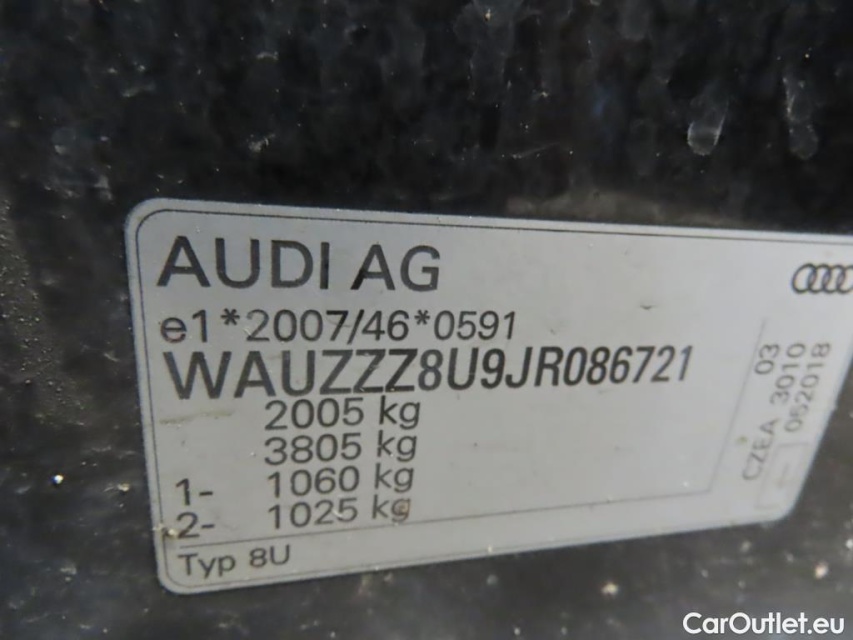 AUDI AG
e1*2007/46*0591
WAUZZZ8U9JR086721
2005 kg
3805 kg
1- 1060 kg
2- 1025 kg
Typ 8U
03
CZEA 3010
052018
CarOutlet.eu